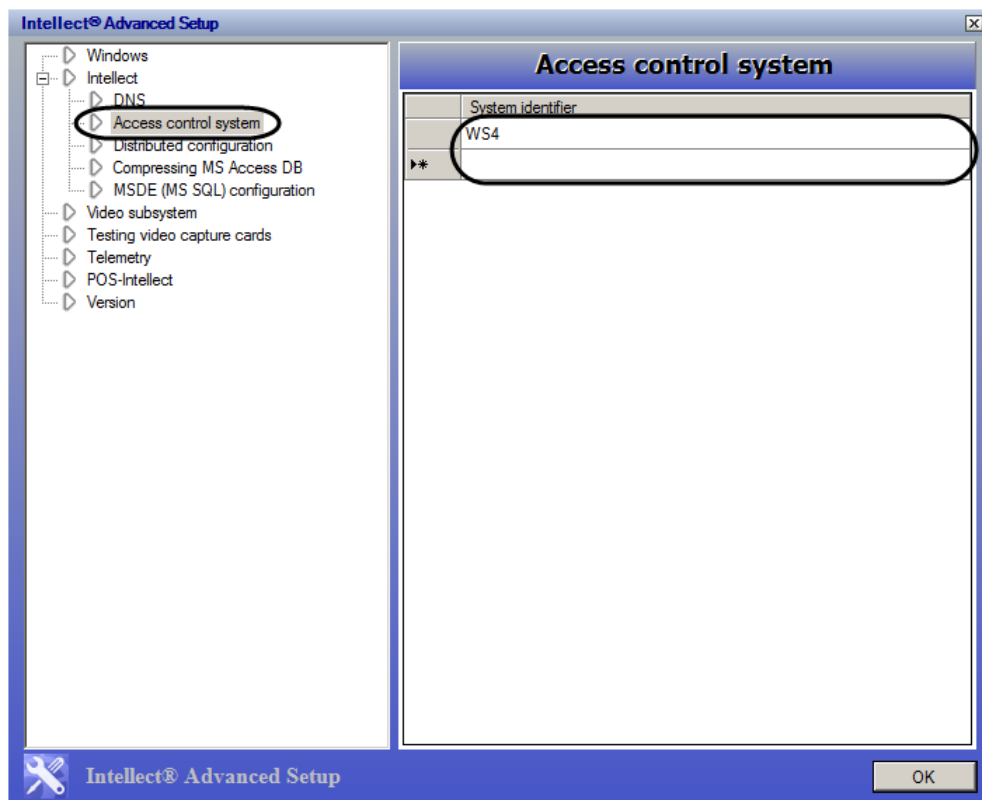 Intellect® Advanced Setup
Windows
Intellect
DNS
Access control system
Distributed configuration
Compressing MS Access DB
MSDE (MS SQL) configuration
Video subsystem
Testing video capture cards
Telemetry
POS-Intellect
Version
Access control system
System identifier
WS4
Intellect® Advanced Setup
OK